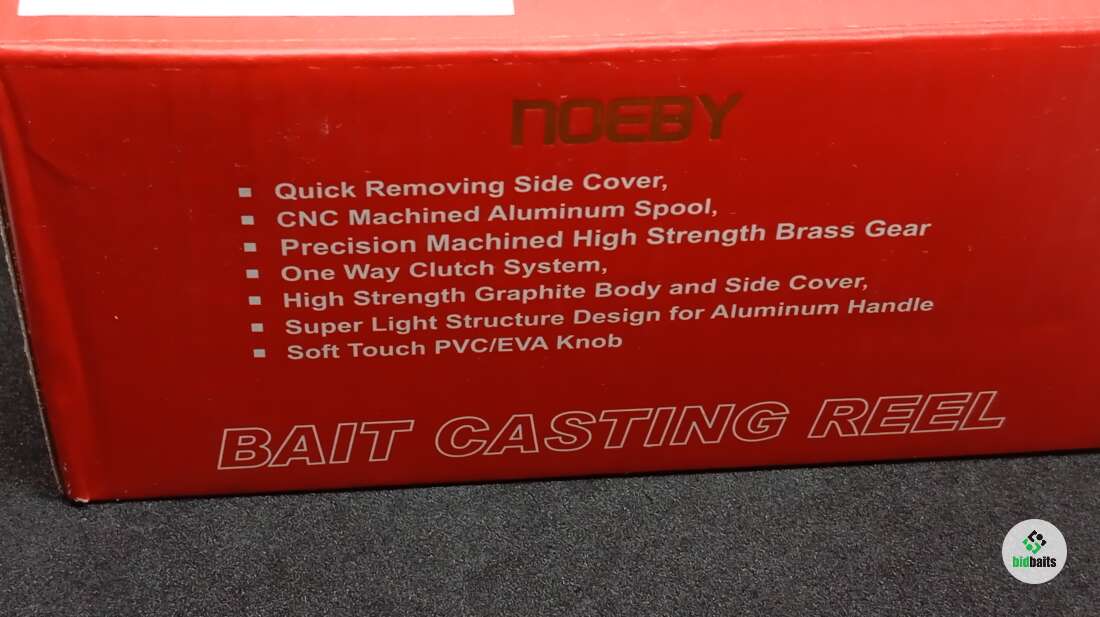 NOEBY
▪ Quick Removing Side Cover,
▪ CNC Machined Aluminum Spool,
▪ Precision Machined High Strength Brass Gear
▪ One Way Clutch System,
▪ High Strength Graphite Body and Side Cover,
▪ Super Light Structure Design for Aluminum Handle
▪ Soft Touch PVC/EVA Knob
BAIT CASTING REEL
bidbaits